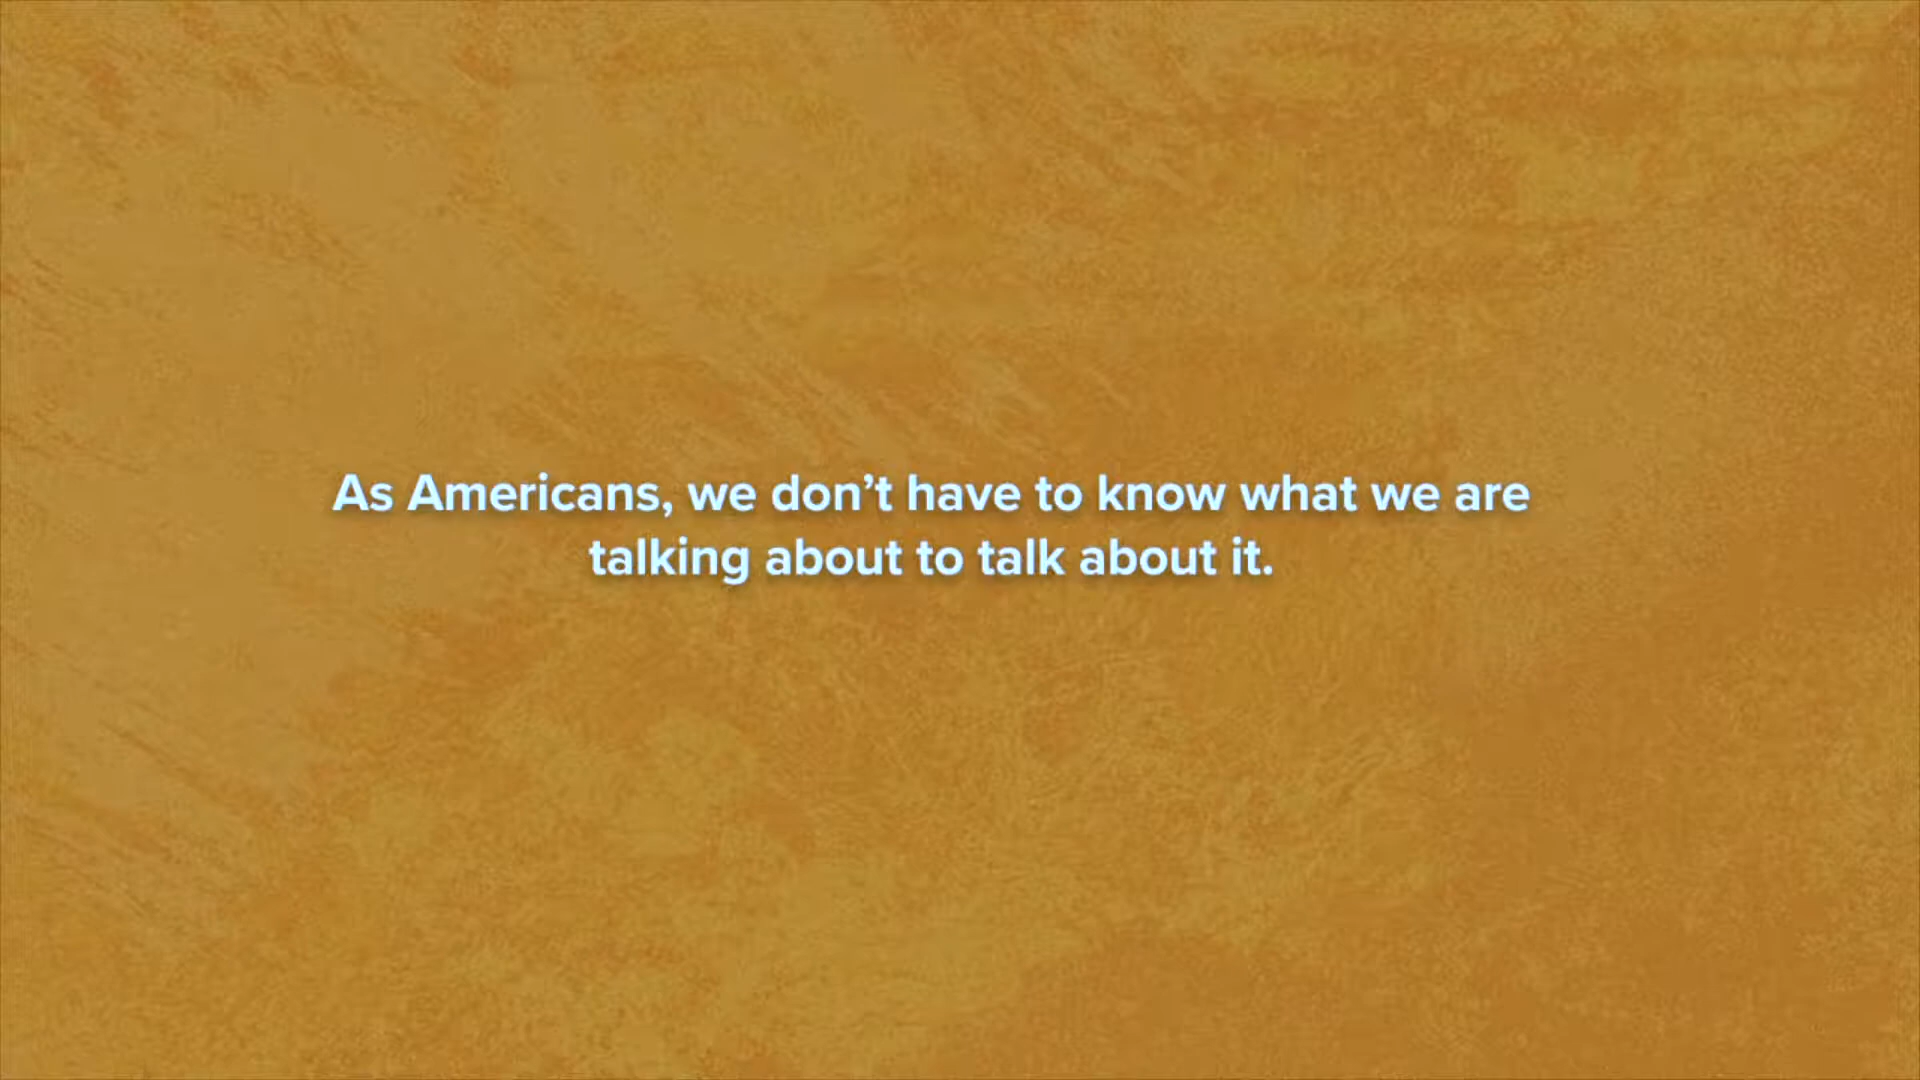 As Americans, we don’t have to know what we are
talking about to talk about it.